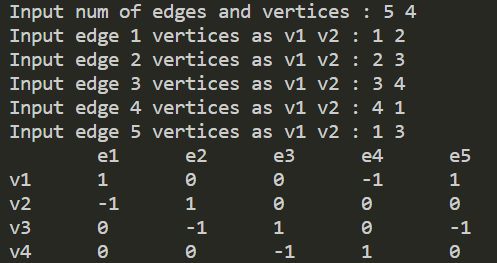 Input num of edges and vertices : 5 4
Input edge 1 vertices as v1 v2 : 1 2
Input edge 2 vertices as v1 v2 : 2 3
Input edge 3 vertices as v1 v2 : 3 4
Input edge 4 vertices as v1 v2 : 4 1
Input edge 5 vertices as v1 v2 : 1 3
e1 e2 e3 e4 e5
v1 1 0 0 -1 1
v2 -1 1 0 0 0
v3 0 -1 1 0 -1
v4 0 0 -1 1 0